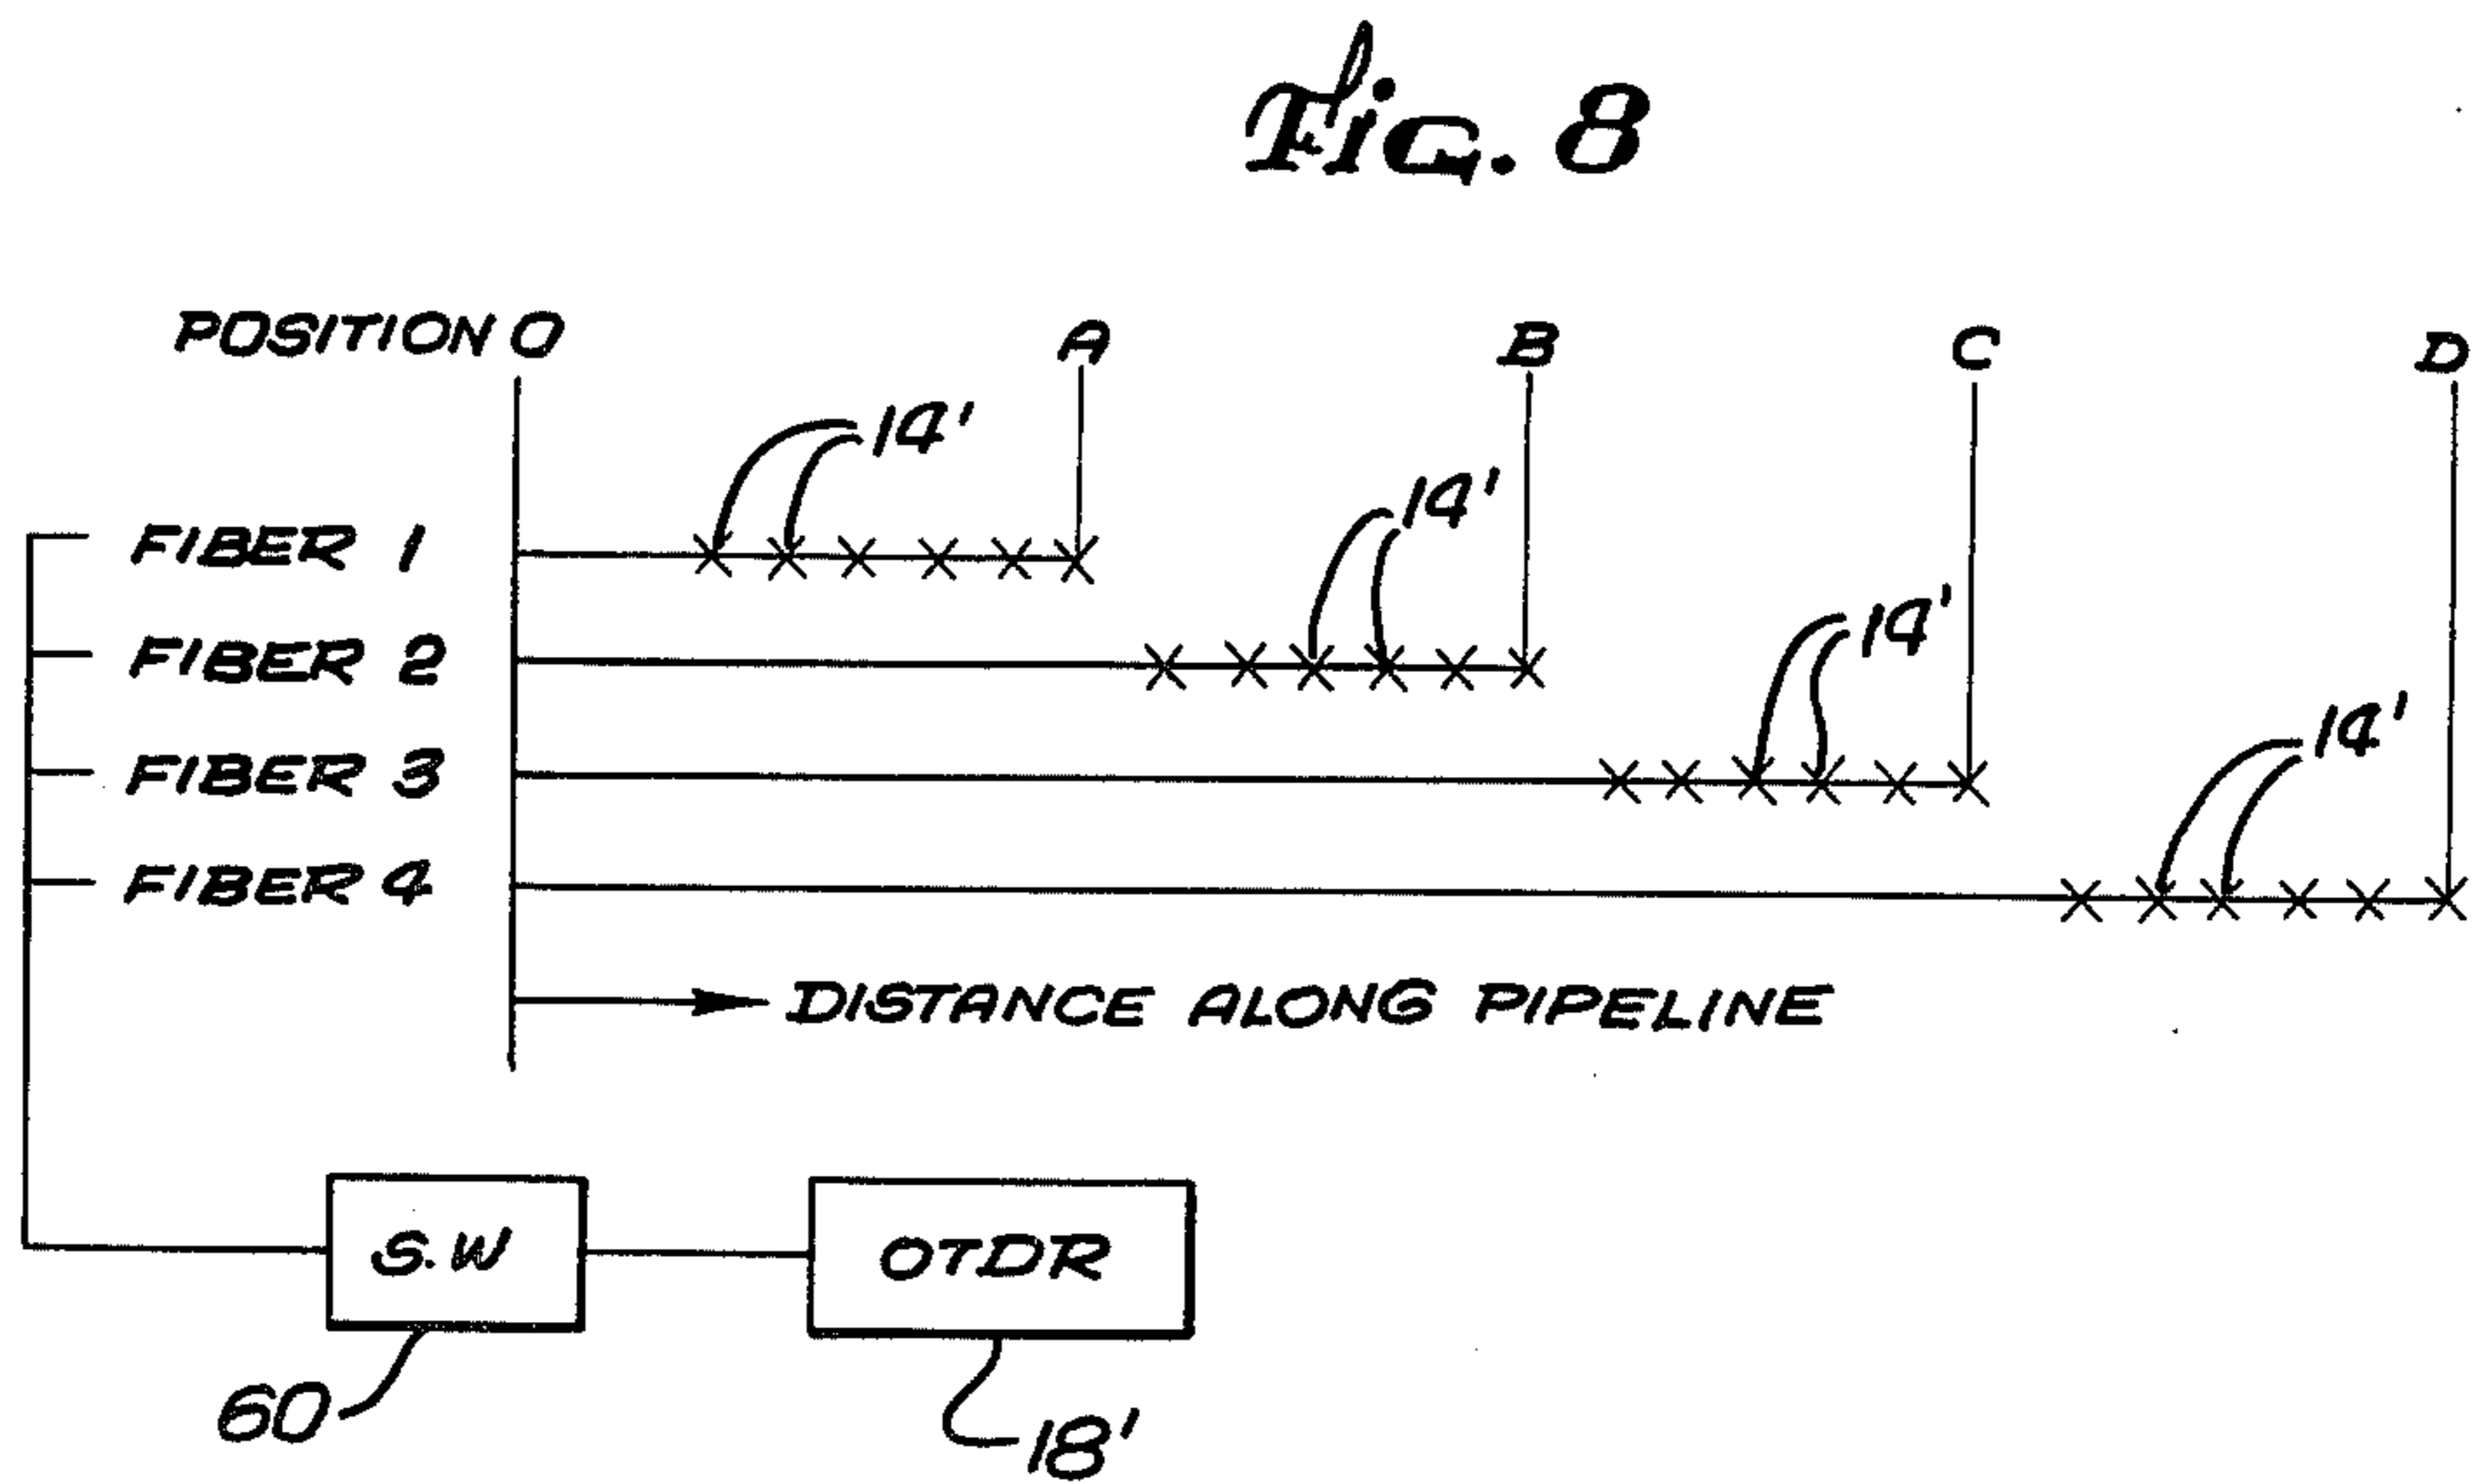 Fig. 8
POSITION O A B C D
14'
14'
FIBER 1
14'
FIBER 2
14'
FIBER 3
FIBER 4
DISTANCE ALONG PIPELINE
S.W OTDR
60 18'